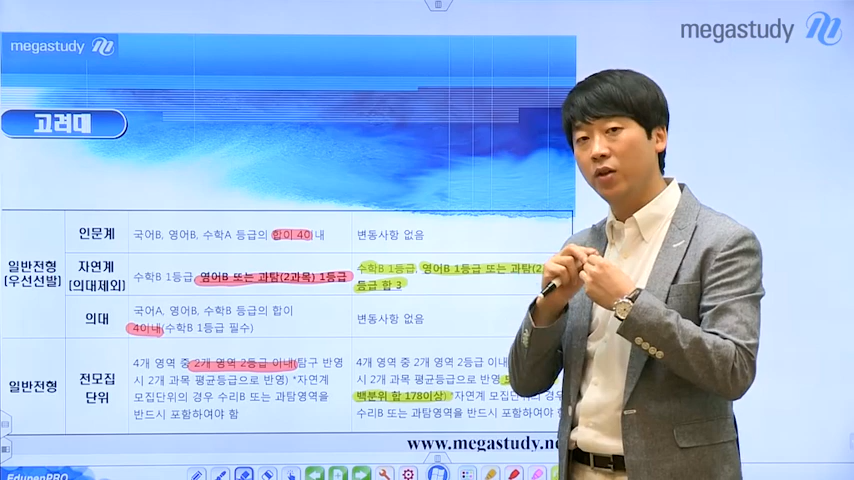 megastudy
megastudy
고려대
인문계
국어B, 영어B, 수학A 등급의 합이 4이내
변동사항 없음
일반전형
[우선선발]
자연계
[의대제외]
수학B 1등급, 영어B 또는 과탐(2과목) 1등급
수학B 1등급, 영어B 1등급 또는 과탐(2
등급 합 3
의대
국어A, 영어B, 수학B 등급의 합이
4이내(수학B 1등급 필수)
변동사항 없음
일반전형
전모집
단위
4개 영역 중 2개 영역 2등급 이내(탐구 반영
시 2개 과목 평균등급으로 반영) *자연계
모집단위의 경우 수리B 또는 과탐영역을
반드시 포함하여야 함
4개 영역 중 2개 영역 2등급 이내
시 2개 과목 평균등급으로 반영
백분위 합 178이상) *자연계 모집단위의 경우
수리B 또는 과탐영역을 반드시 포함하여야 함
www.megastudy.ne
EdupenPRO